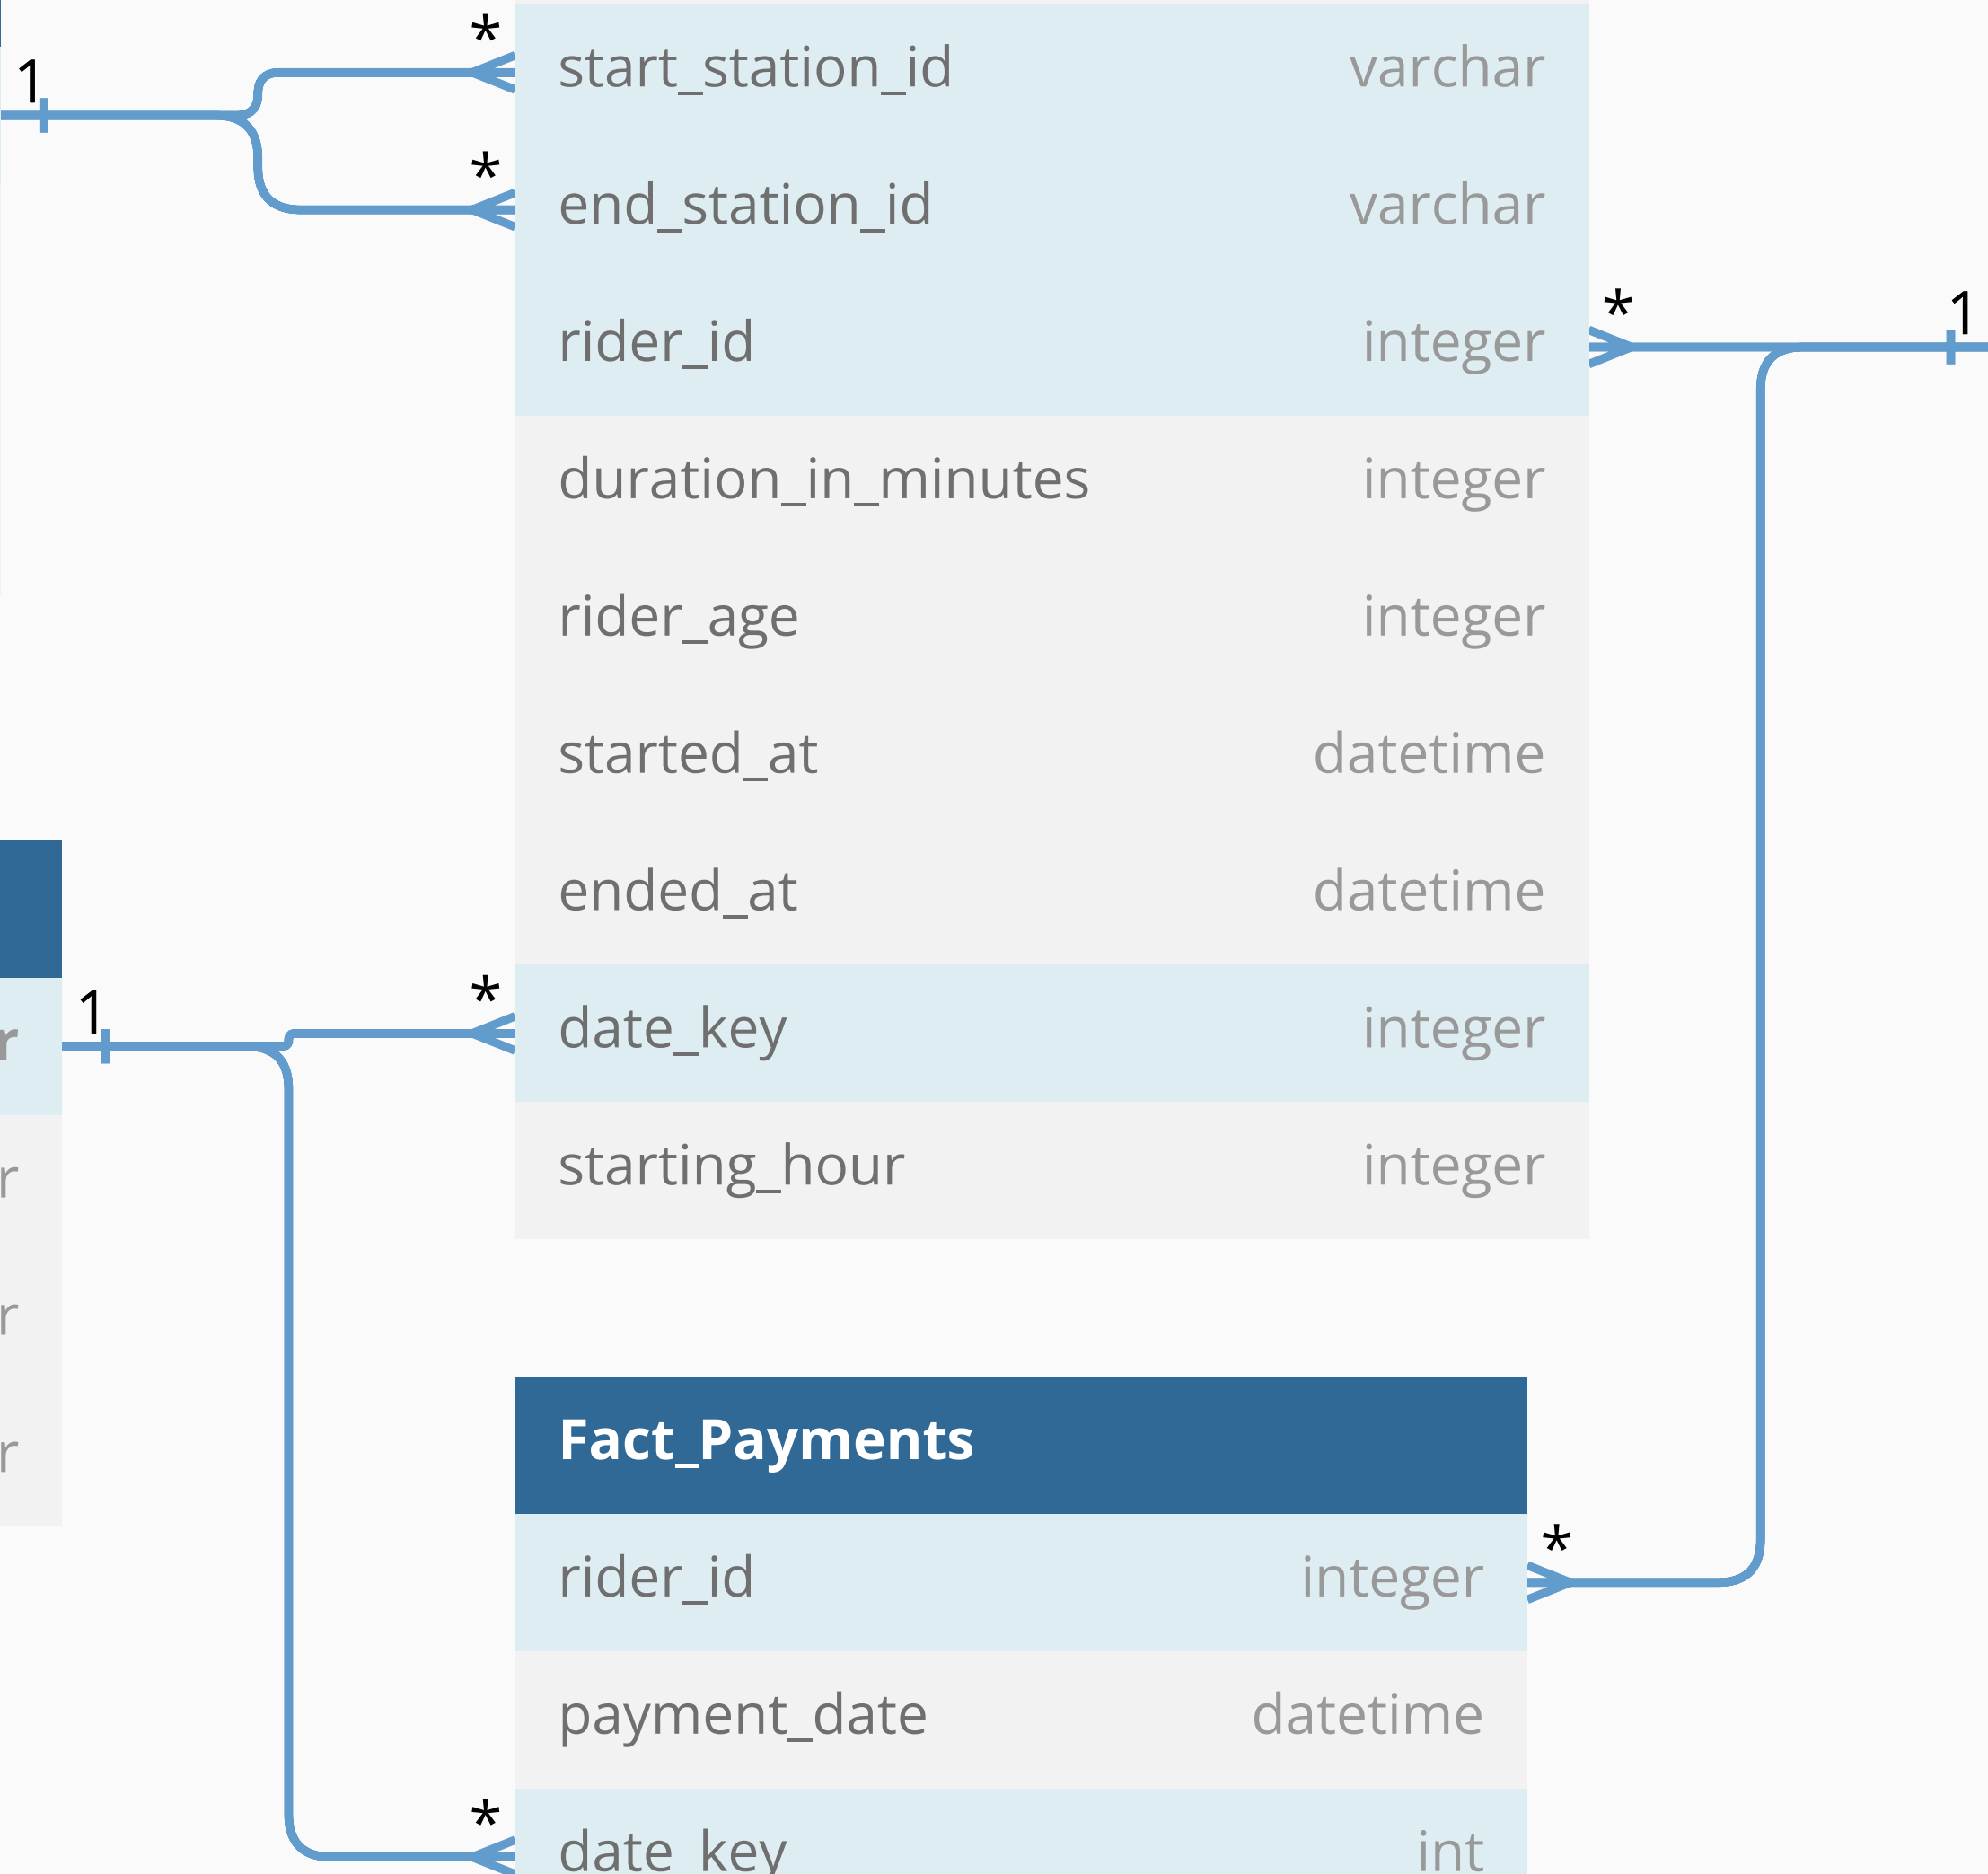 * start_station_id varchar
1
* end_station_id varchar
* 1
rider_id integer
duration_in_minutes integer
rider_age integer
started_at datetime
ended_at datetime
1 * date_key integer
r
starting_hour integer
r
r
r
Fact_Payments
rider_id integer *
payment_date datetime
* date_key int